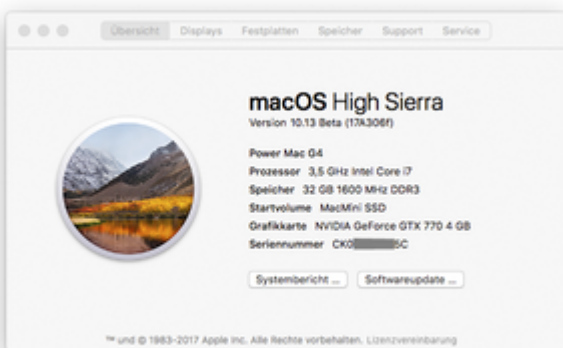 Übersicht Displays Festplatten Speicher Support Service
macOS High Sierra
Version 10.13 Beta (17A306f)
Power Mac G4
Prozessor 3,5 GHz Intel Core i7
Speicher 32 GB 1600 MHz DDR3
Startvolume MacMini SSD
Grafikkarte NVIDIA GeForce GTX 770 4 GB
Seriennummer CK0 5C
Systembericht ... Softwareupdate ...
™ und © 1983-2017 Apple Inc. Alle Rechte vorbehalten. Lizenzvereinbarung